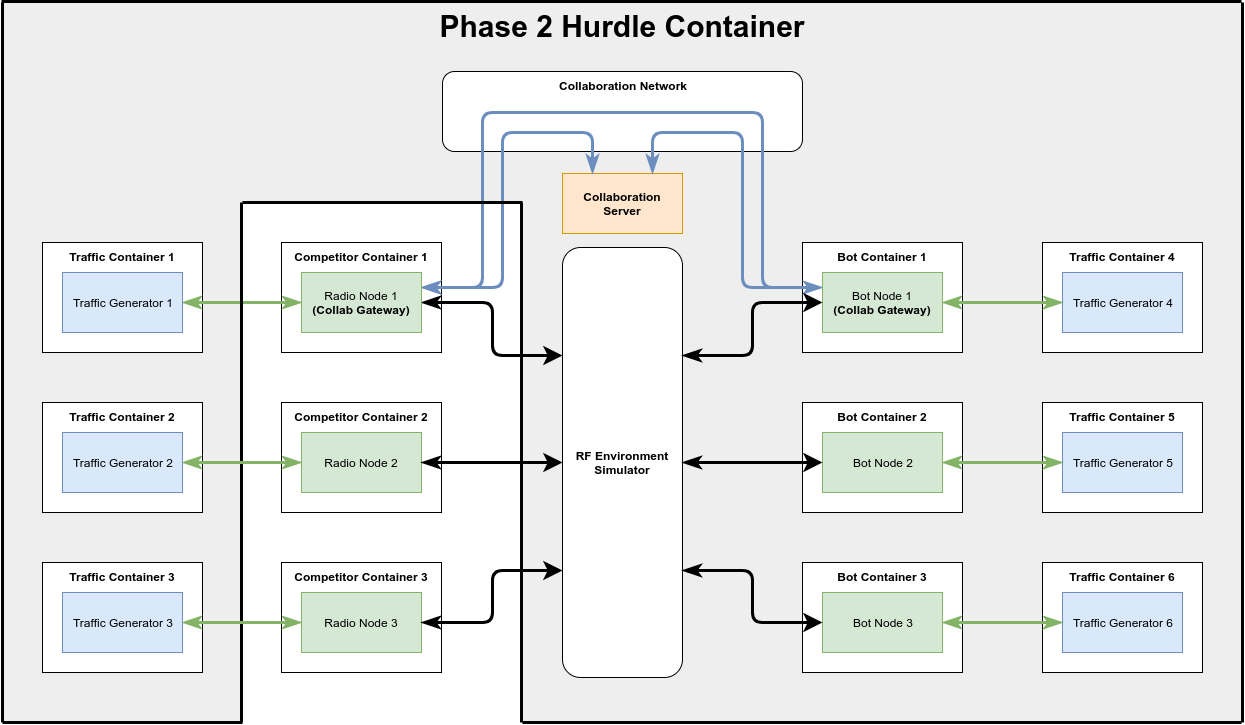 Phase 2 Hurdle Container
Collaboration Network
Collaboration
Server
Traffic Container 1
Traffic Generator 1
Competitor Container 1
Radio Node 1
(Collab Gateway)
Bot Container 1
Bot Node 1
(Collab Gateway)
Traffic Container 4
Traffic Generator 4
Traffic Container 2
Traffic Generator 2
Competitor Container 2
Radio Node 2
RF Environment
Simulator
Bot Container 2
Bot Node 2
Traffic Container 5
Traffic Generator 5
Traffic Container 3
Traffic Generator 3
Competitor Container 3
Radio Node 3
Bot Container 3
Bot Node 3
Traffic Container 6
Traffic Generator 6